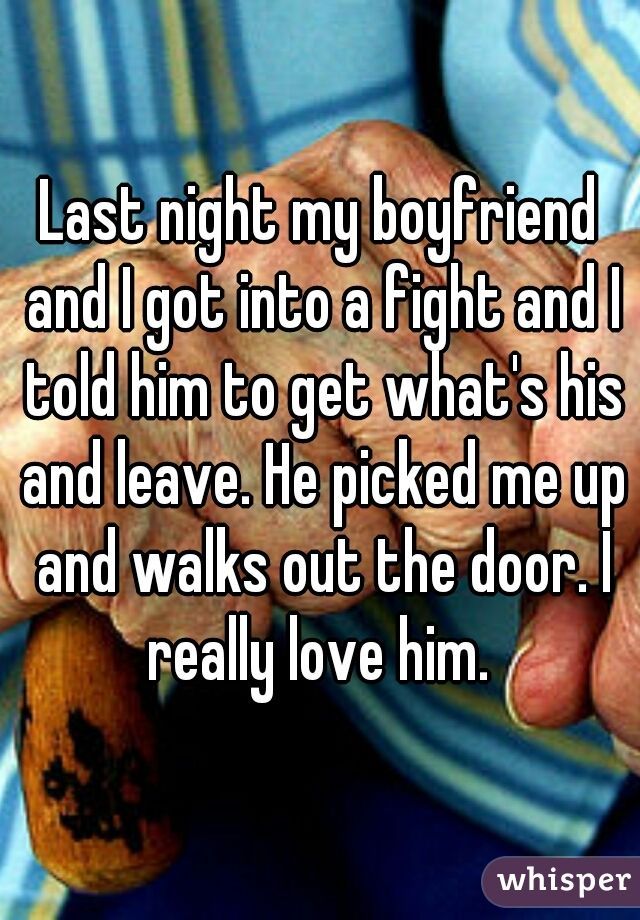 Last night my boyfriend
and I got into a fight and I
told him to get what's his
and leave. He picked me up
and walks out the door. I
really love him.
whisper